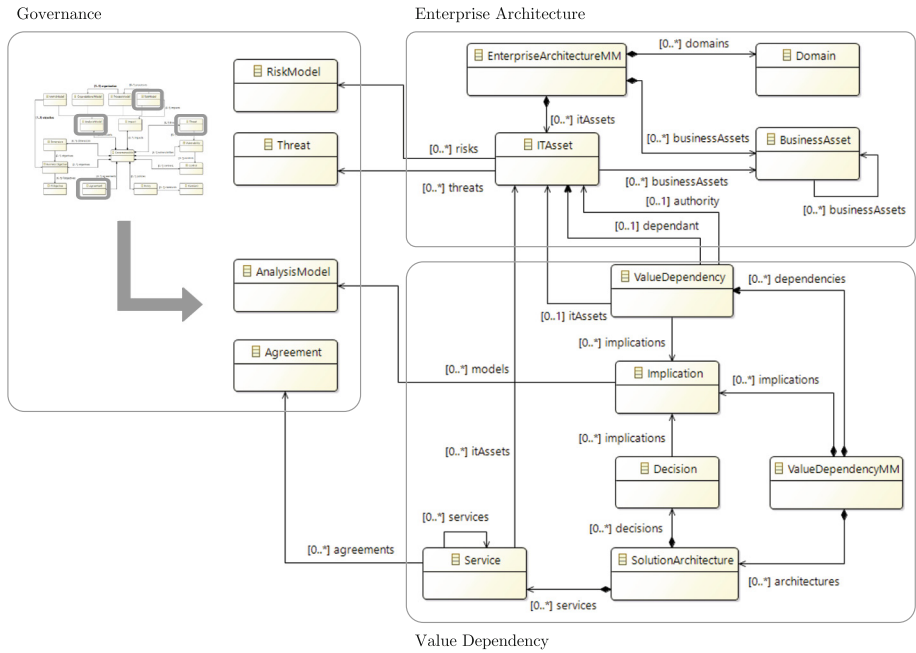 Governance
Enterprise Architecture
RiskModel
Threat
AnalysisModel
Agreement
EnterpriseArchitectureMM
[0..*] domains
Domain
[0..*] itAssets
[0..*] businessAssets
BusinessAsset
[0..*] risks
ITAsset
[0..*] threats
[0..*] businessAssets
[0..1] authority
[0..*] businessAssets
[0..1] dependant
ValueDependency
[0..*] dependencies
[0..1] itAssets
[0..*] implications
[0..*] models
Implication
[0..*] implications
[0..*] implications
[0..*] itAssets
Decision
ValueDependencyMM
[0..*] services
[0..*] decisions
[0..*] agreements
Service
SolutionArchitecture
[0..*] architectures
[0..*] services
Value Dependency